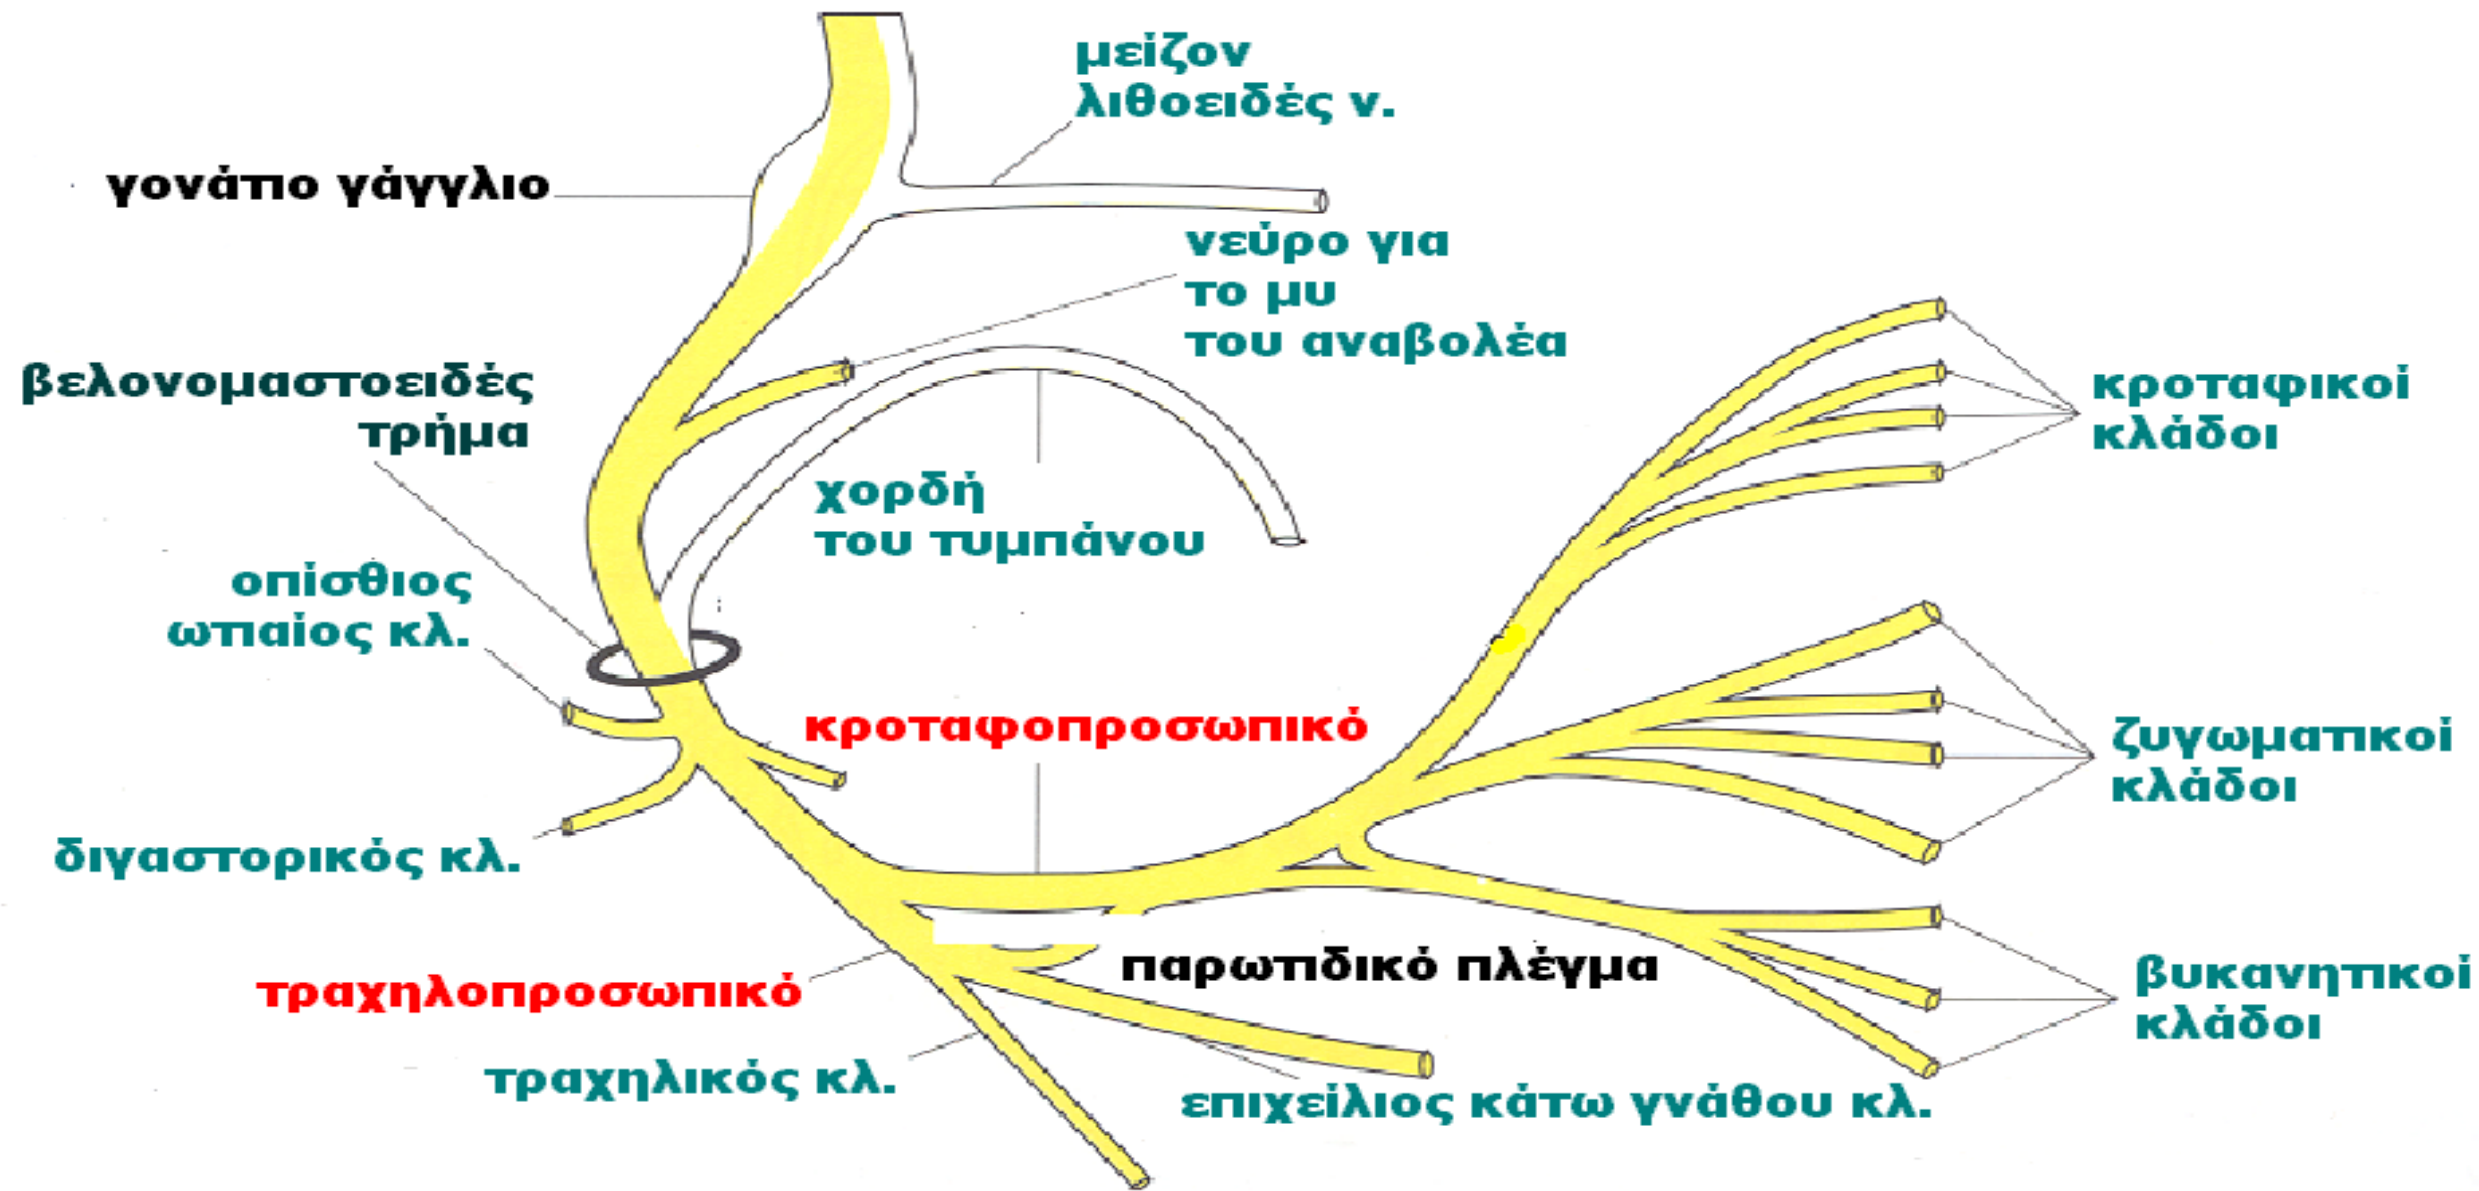 μείζον
λιθοειδές ν.
γονάτιο γάγγλιο
νεύρο για
το μυ
του αναβολέα
βελονομαστοειδές
τρήμα
κροταφικοί
κλάδοι
χορδή
του τυμπάνου
οπίσθιος
ωτιαίος κλ.
κροταφοπροσωπικό
ζυγωματικοί
κλάδοι
διγαστορικός κλ.
παρωτιδικό πλέγμα
τραχηλοπροσωπικό
βυκανητικοί
κλάδοι
τραχηλικός κλ.
επιχείλιος κάτω γνάθου κλ.